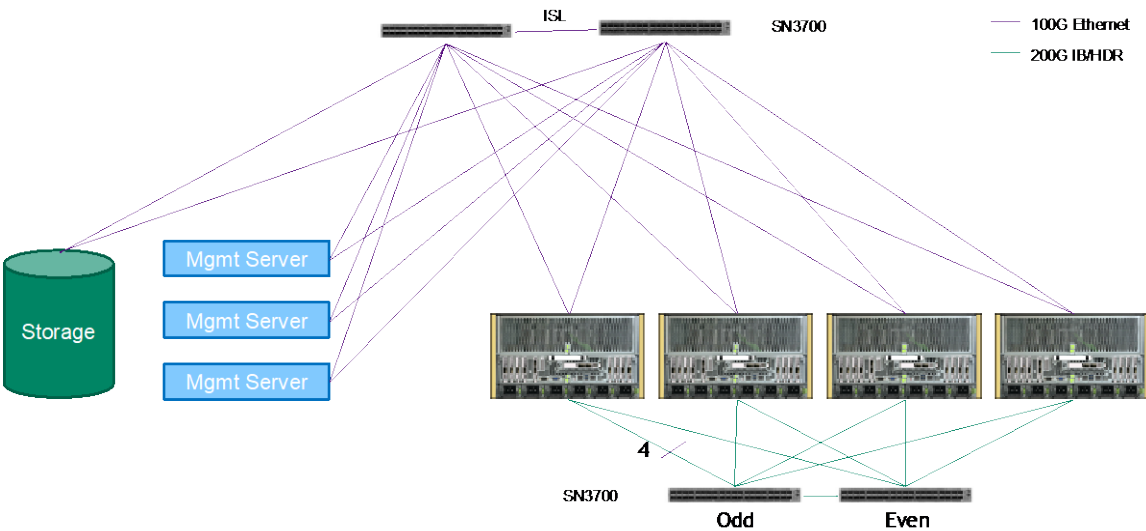 ISL
SN3700
100G Ethernet
200G IB/HDR
Mgmt Server
Mgmt Server
Storage
Mgmt Server
4
SN3700
Odd
Even